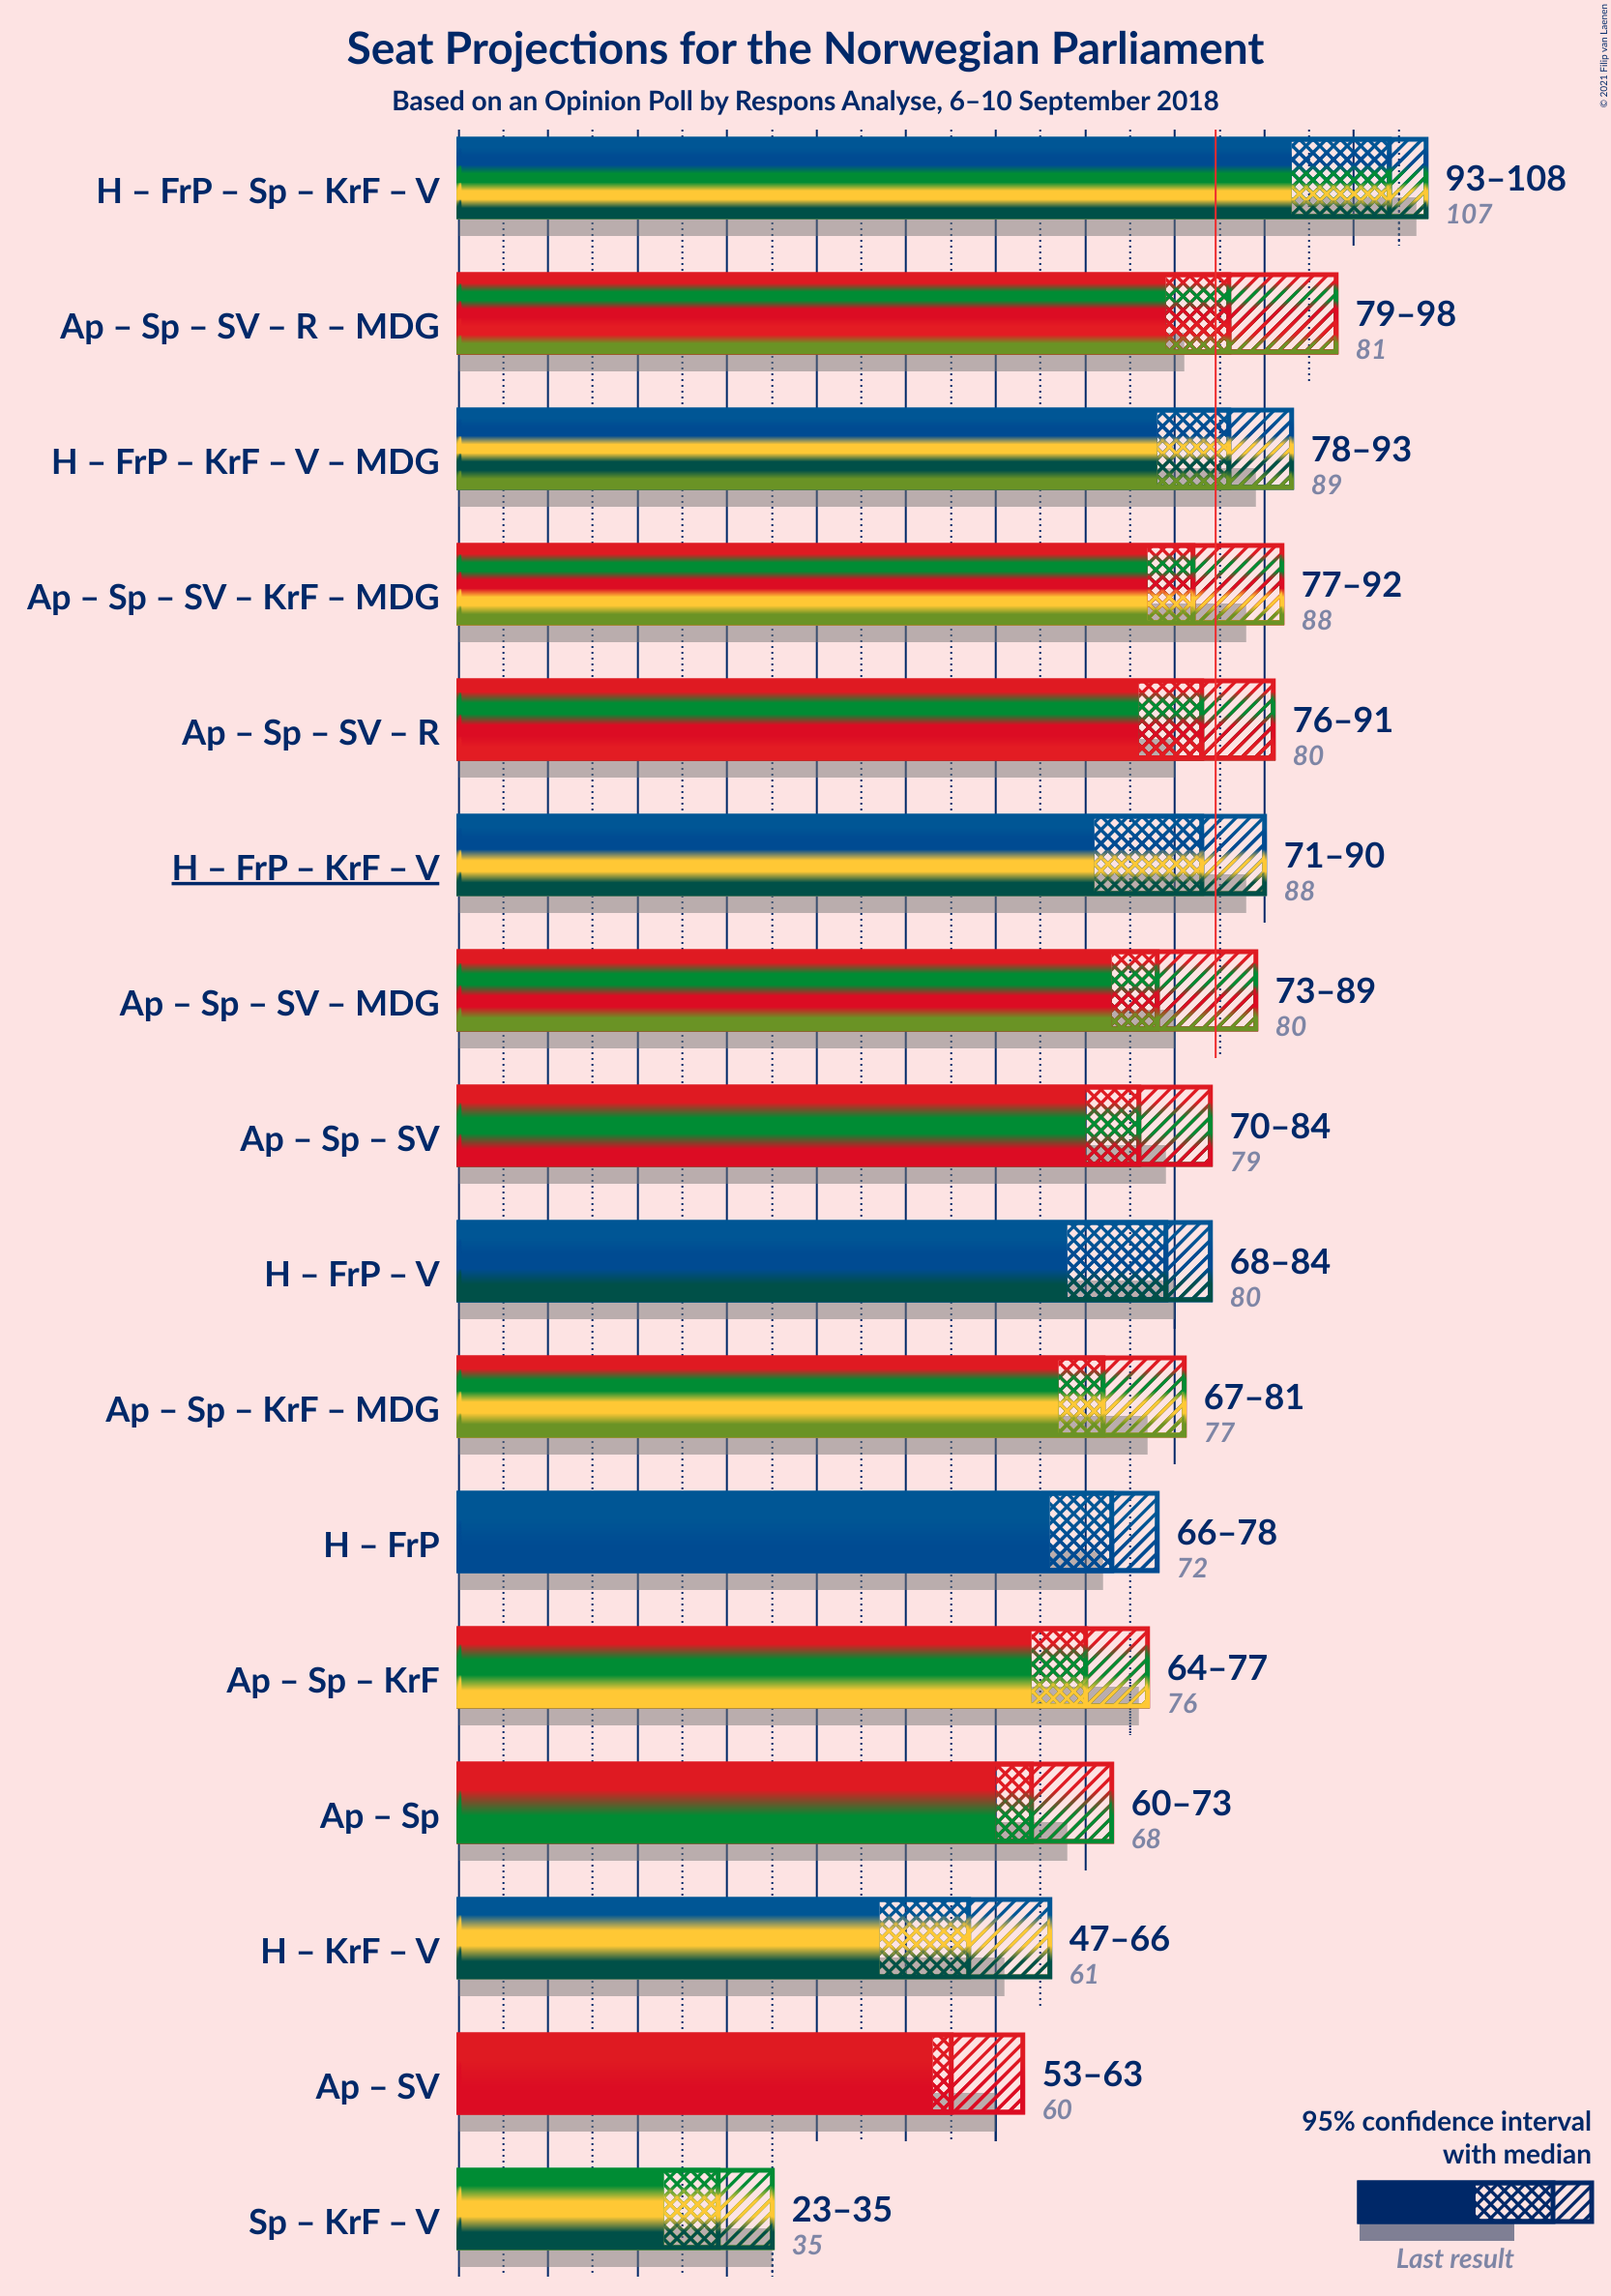 Seat Projections for the Norwegian Parliament
Based on an Opinion Poll by Respons Analyse, 6–10 September 2018
© 2021 Filip van Laenen
H – FrP – Sp – KrF – V
93–108
107
Ap – Sp – SV – R – MDG
79–98
81
H – FrP – KrF – V – MDG
78–93
89
Ap – Sp – SV – KrF – MDG
77–92
88
Ap – Sp – SV – R
76–91
80
H – FrP – KrF – V
71–90
88
Ap – Sp – SV – MDG
73–89
80
Ap – Sp – SV
70–84
79
H – FrP – V
68–84
80
Ap – Sp – KrF – MDG
67–81
77
H – FrP
66–78
72
Ap – Sp – KrF
64–77
76
Ap – Sp
60–73
68
H – KrF – V
47–66
61
Ap – SV
53–63
60
Sp – KrF – V
23–35
35
95% confidence interval
with median
Last result